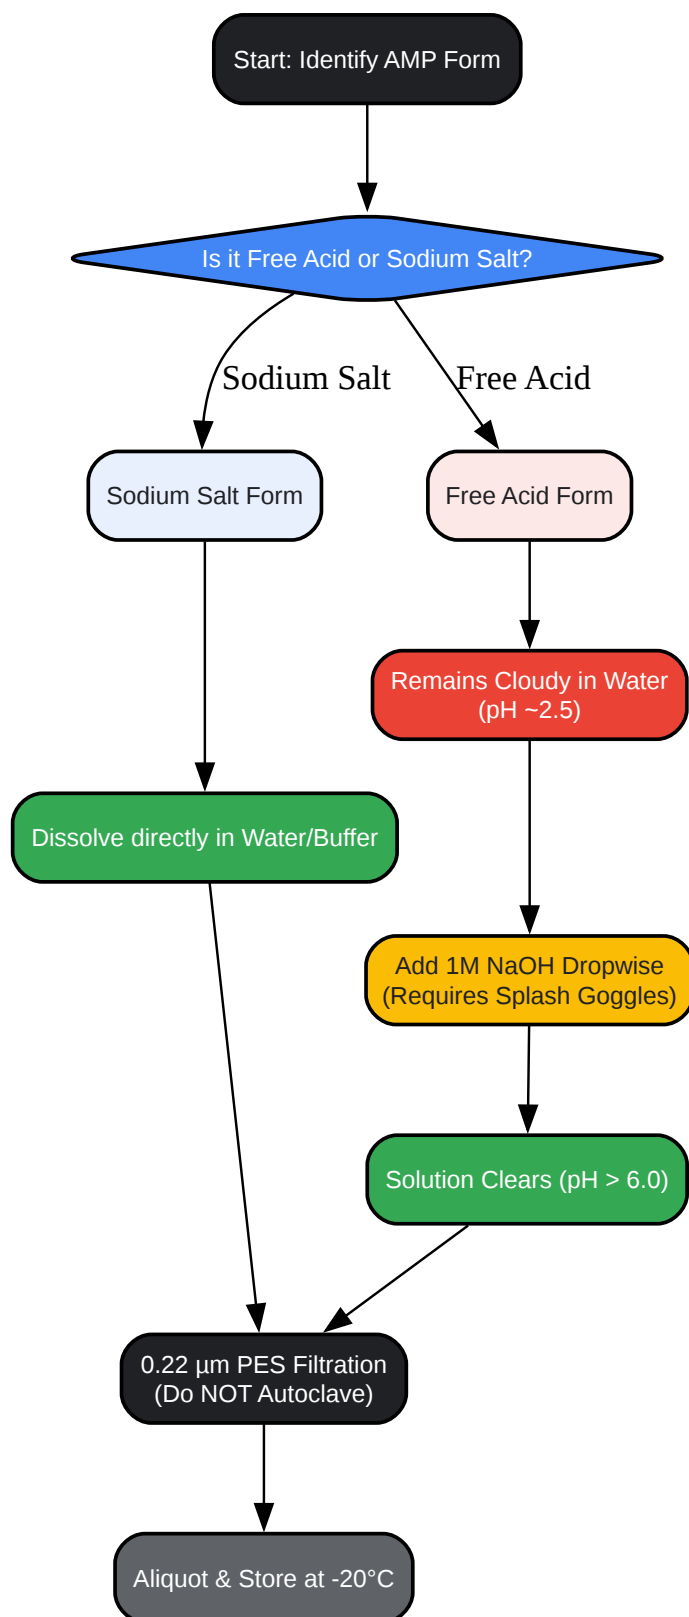 Start: Identify AMP Form
Is it Free Acid or Sodium Salt?
Sodium Salt
Free Acid
Sodium Salt Form
Free Acid Form
Remains Cloudy in Water
(pH ~2.5)
Dissolve directly in Water/Buffer
Add 1M NaOH Dropwise
(Requires Splash Goggles)
Solution Clears (pH > 6.0)
0.22 µm PES Filtration
(Do NOT Autoclave)
Aliquot & Store at -20°C